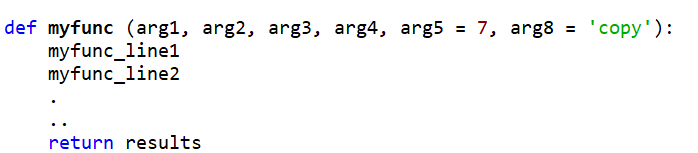 def myfunc (arg1, arg2, arg3, arg4, arg5 = 7, arg8 = 'copy'):
    myfunc_line1
    myfunc_line2
    .
    ..
    return results